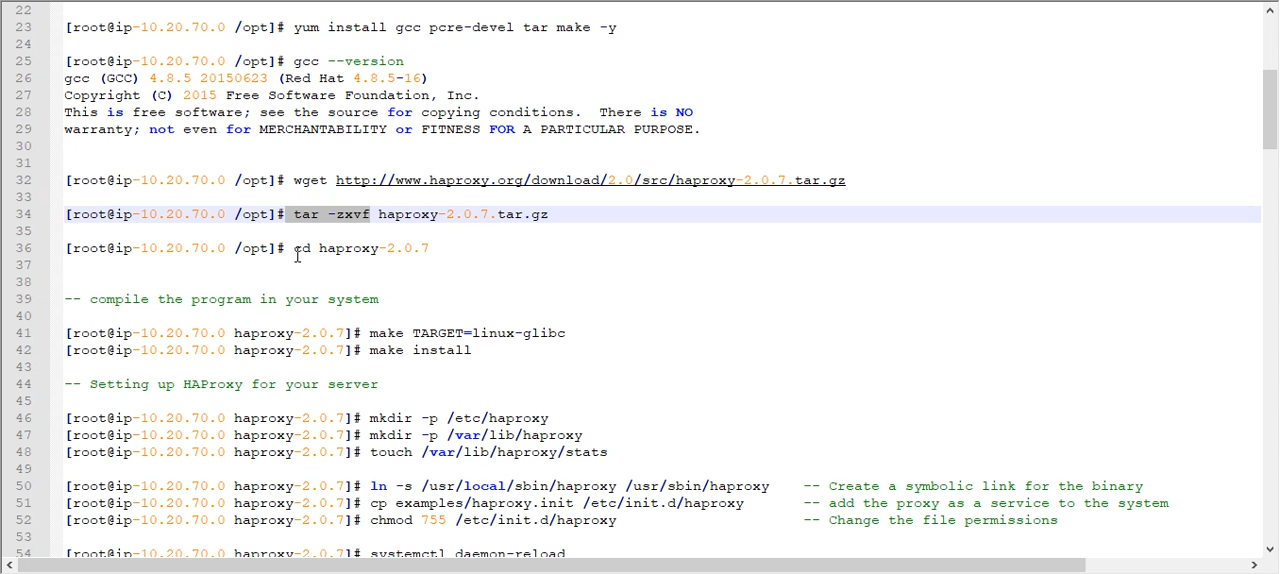 22
23 [root@ip-10.20.70.0 /opt]# yum install gcc pcre-devel tar make -y
24
25 [root@ip-10.20.70.0 /opt]# gcc --version
26 gcc (GCC) 4.8.5 20150623 (Red Hat 4.8.5-16)
27 Copyright (C) 2015 Free Software Foundation, Inc.
28 This is free software; see the source for copying conditions.  There is NO
29 warranty; not even for MERCHANTABILITY or FITNESS FOR A PARTICULAR PURPOSE.
30
31
32 [root@ip-10.20.70.0 /opt]# wget http://www.haproxy.org/download/2.0/src/haproxy-2.0.7.tar.gz
33
34 [root@ip-10.20.70.0 /opt]# tar -zxvf haproxy-2.0.7.tar.gz
35
36 [root@ip-10.20.70.0 /opt]# cd haproxy-2.0.7
37
38
39 -- compile the program in your system
40
41 [root@ip-10.20.70.0 haproxy-2.0.7]# make TARGET=linux-glibc
42 [root@ip-10.20.70.0 haproxy-2.0.7]# make install
43
44 -- Setting up HAProxy for your server
45
46 [root@ip-10.20.70.0 haproxy-2.0.7]# mkdir -p /etc/haproxy
47 [root@ip-10.20.70.0 haproxy-2.0.7]# mkdir -p /var/lib/haproxy
48 [root@ip-10.20.70.0 haproxy-2.0.7]# touch /var/lib/haproxy/stats
49
50 [root@ip-10.20.70.0 haproxy-2.0.7]# ln -s /usr/local/sbin/haproxy /usr/sbin/haproxy    -- Create a symbolic link for the binary
51 [root@ip-10.20.70.0 haproxy-2.0.7]# cp examples/haproxy.init /etc/init.d/haproxy       -- add the proxy as a service to the system
52 [root@ip-10.20.70.0 haproxy-2.0.7]# chmod 755 /etc/init.d/haproxy                      -- Change the file permissions
53
54 [root@ip-10.20.70.0 haproxy-2.0.7]# systemctl daemon-reload